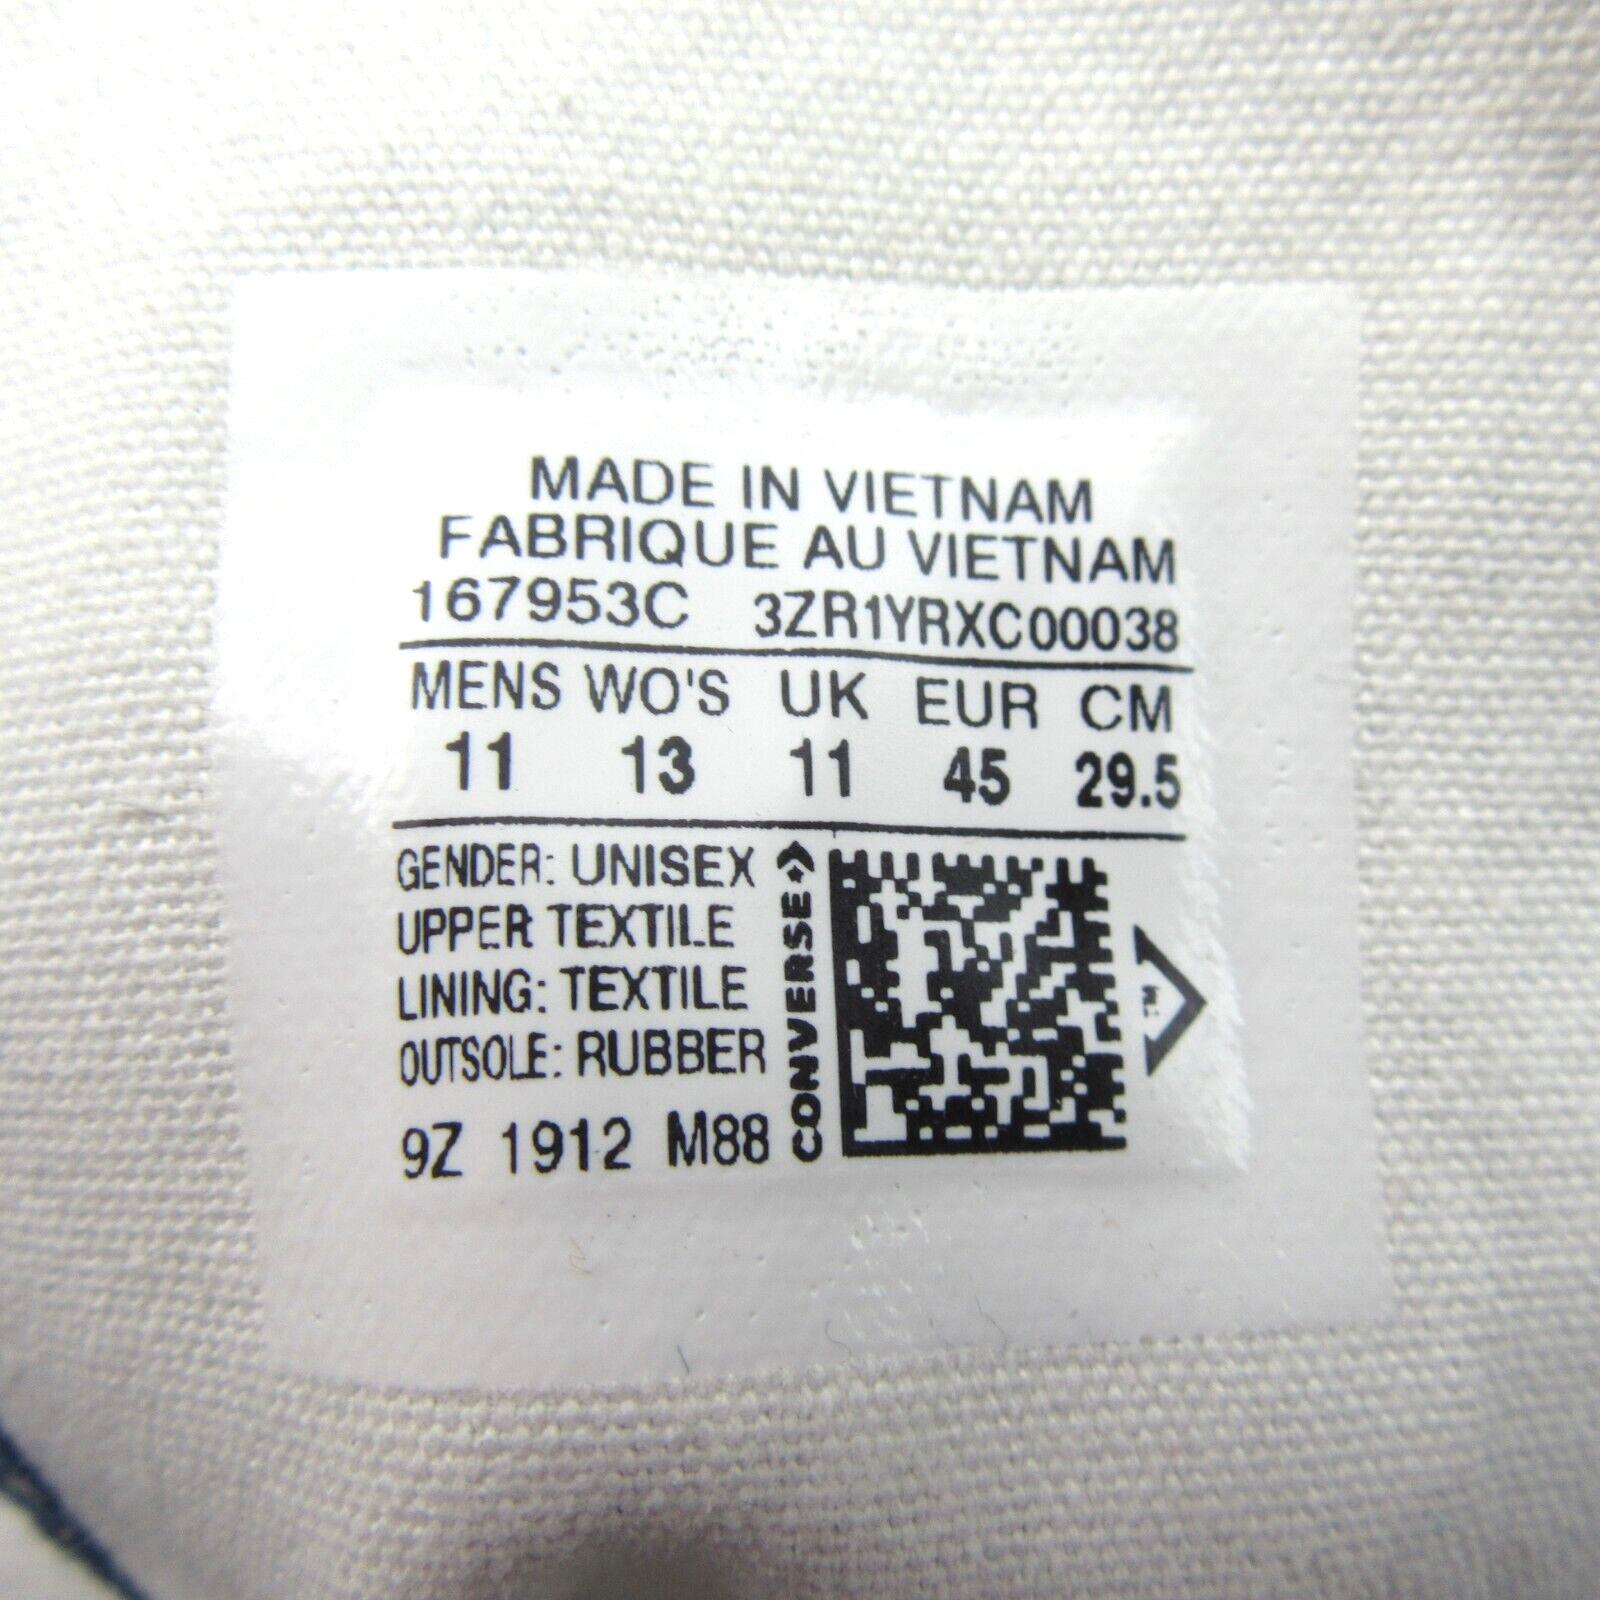 MADE IN VIETNAM
FABRIQUE AU VIETNAM
167953C 3ZR1YRXC00038
MENS WO'S UK EUR CM
11 13 11 45 29.5
GENDER: UNISEX
UPPER TEXTILE
LINING: TEXTILE
OUTSOLE: RUBBER
9Z 1912 M88
CONVERSE
TM